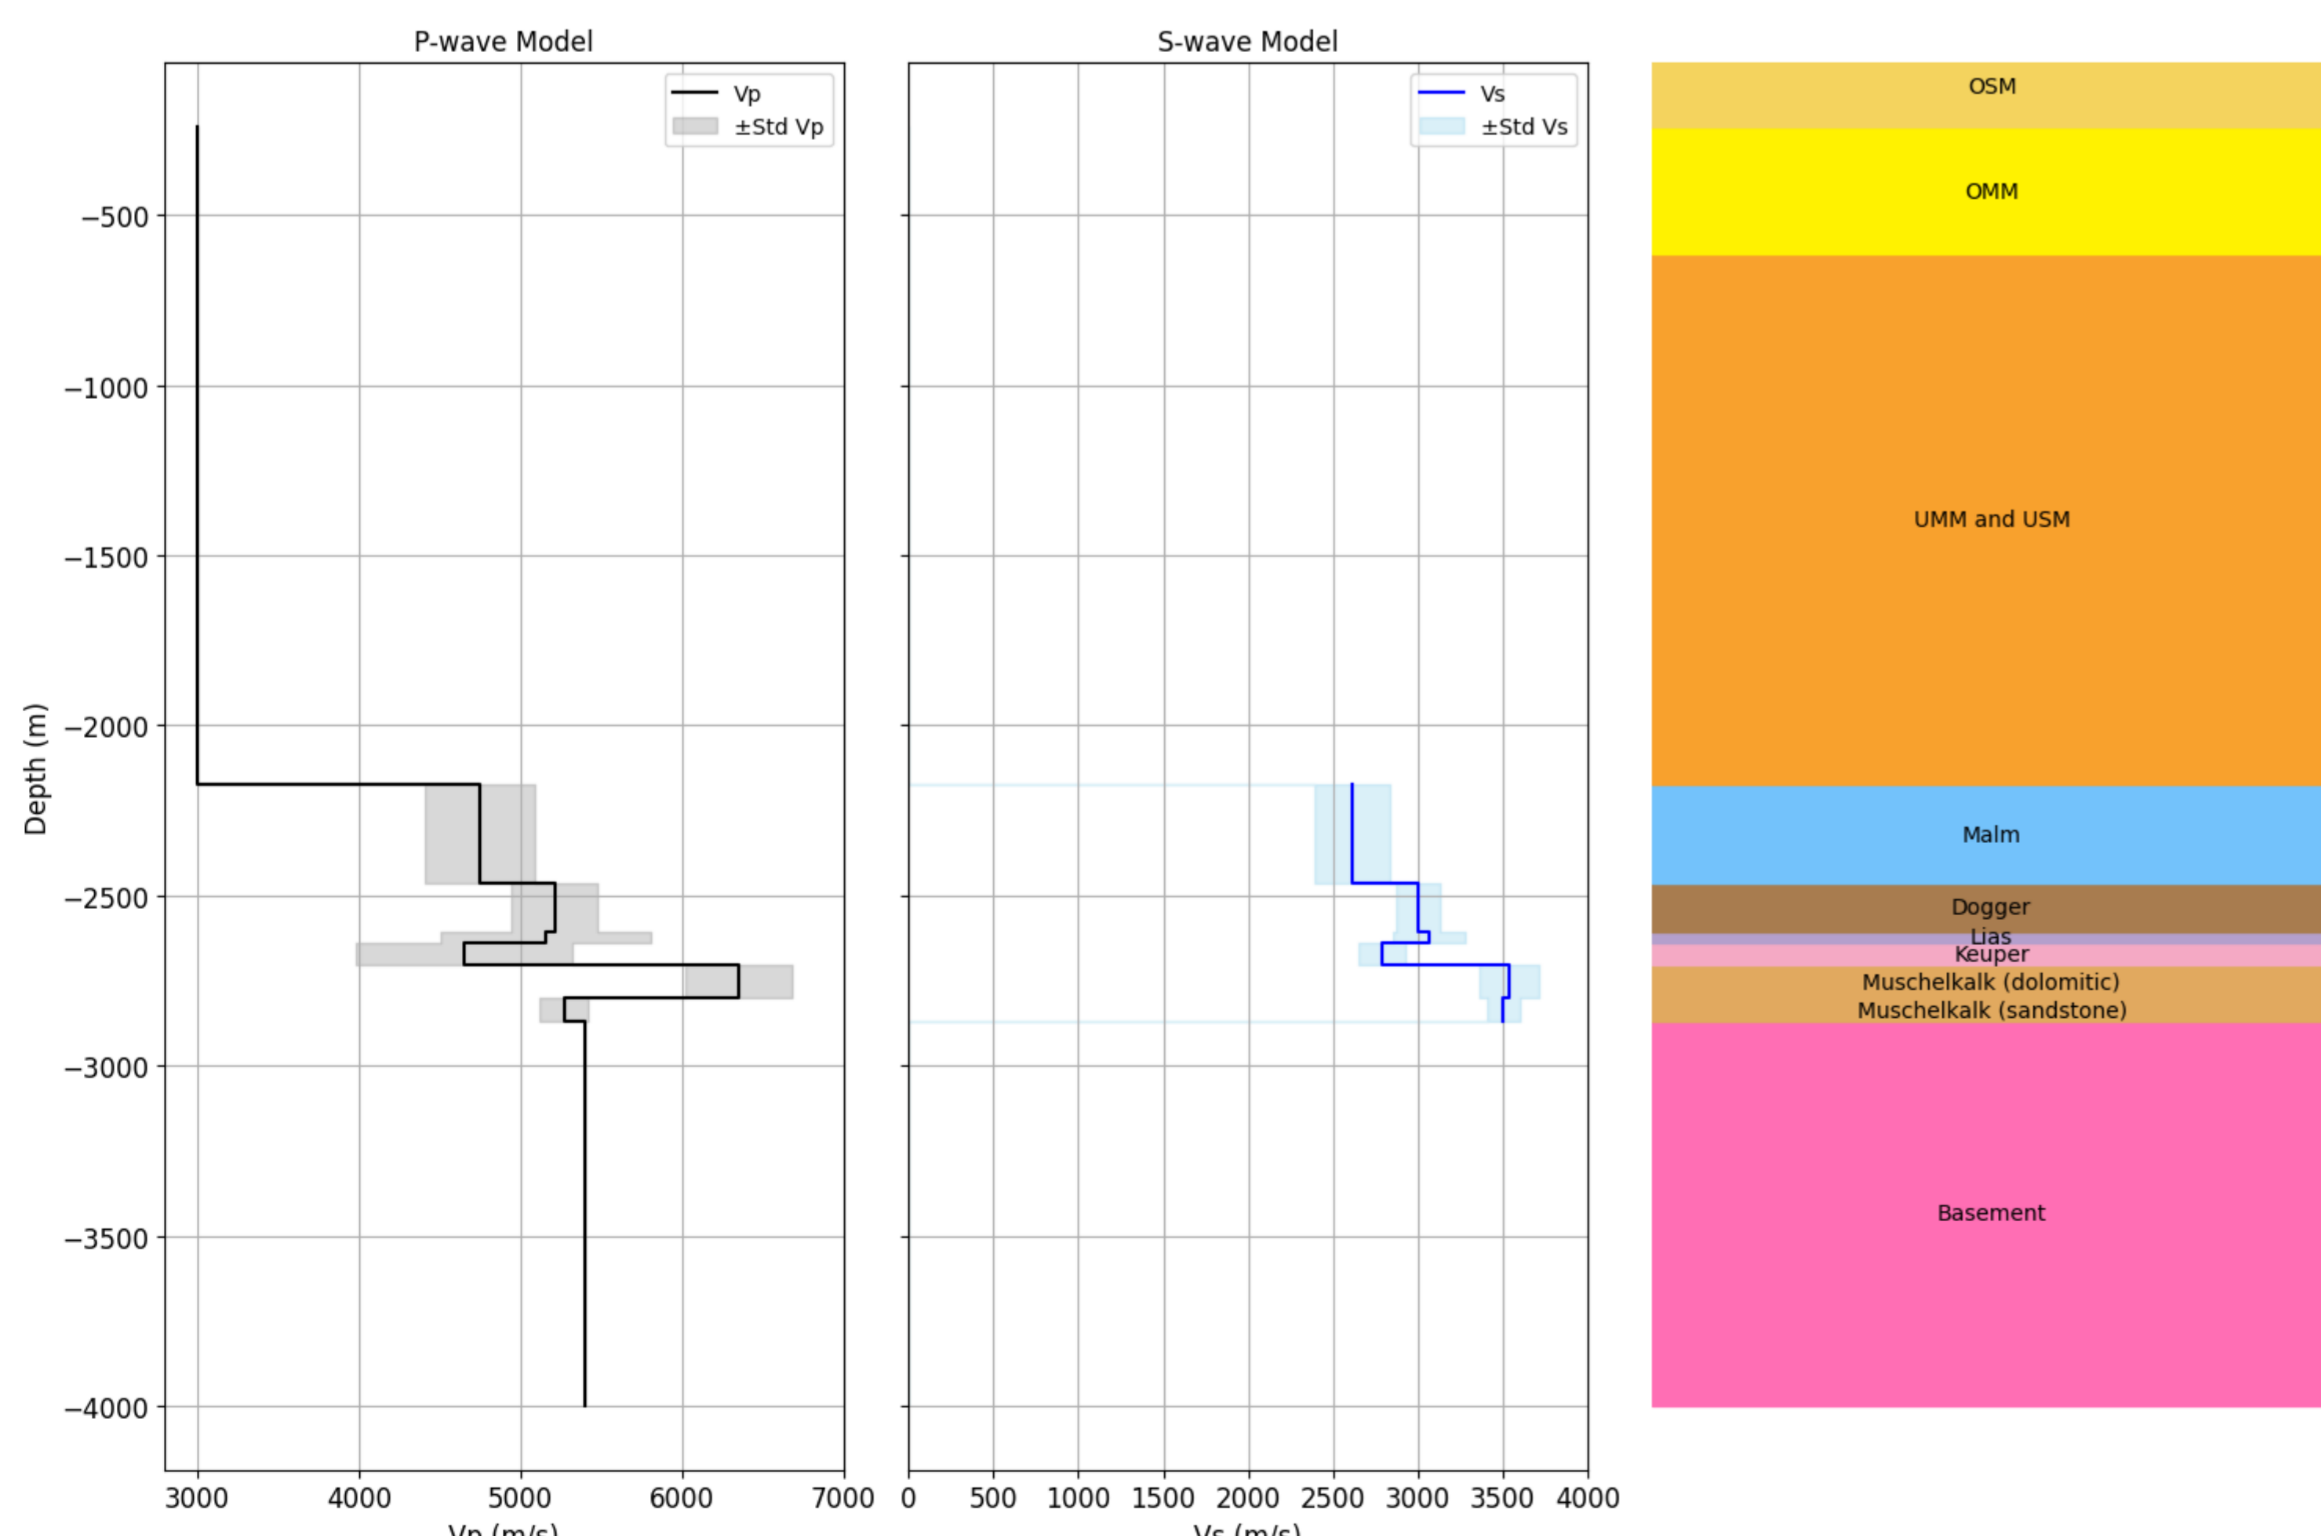 P-wave Model
Vp
±Std Vp
−500
−1000
−1500
−2000
−2500
−3000
−3500
−4000
Depth (m)
3000 4000 5000 6000 7000
Vp (m/s)
S-wave Model
Vs
±Std Vs
0 500 1000 1500 2000 2500 3000 3500 4000
Vs (m/s)
OSM
OMM
UMM and USM
Malm
Dogger
Lias
Keuper
Muschelkalk (dolomitic)
Muschelkalk (sandstone)
Basement